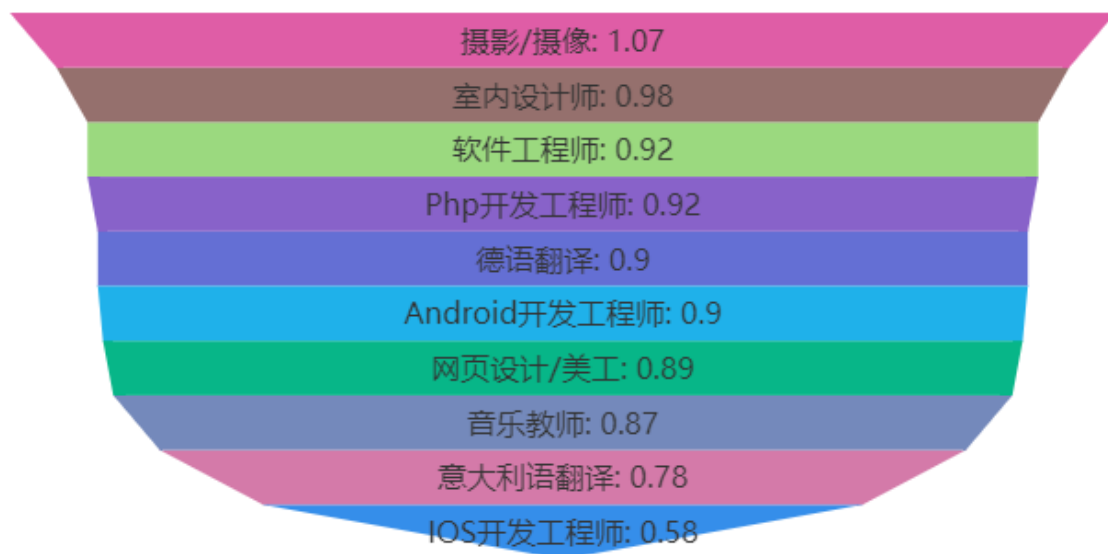 摄影/摄像: 1.07
室内设计师: 0.98
软件工程师: 0.92
Php开发工程师: 0.92
德语翻译: 0.9
Android开发工程师: 0.9
网页设计/美工: 0.89
音乐教师: 0.87
意大利语翻译: 0.78
IOS开发工程师: 0.58